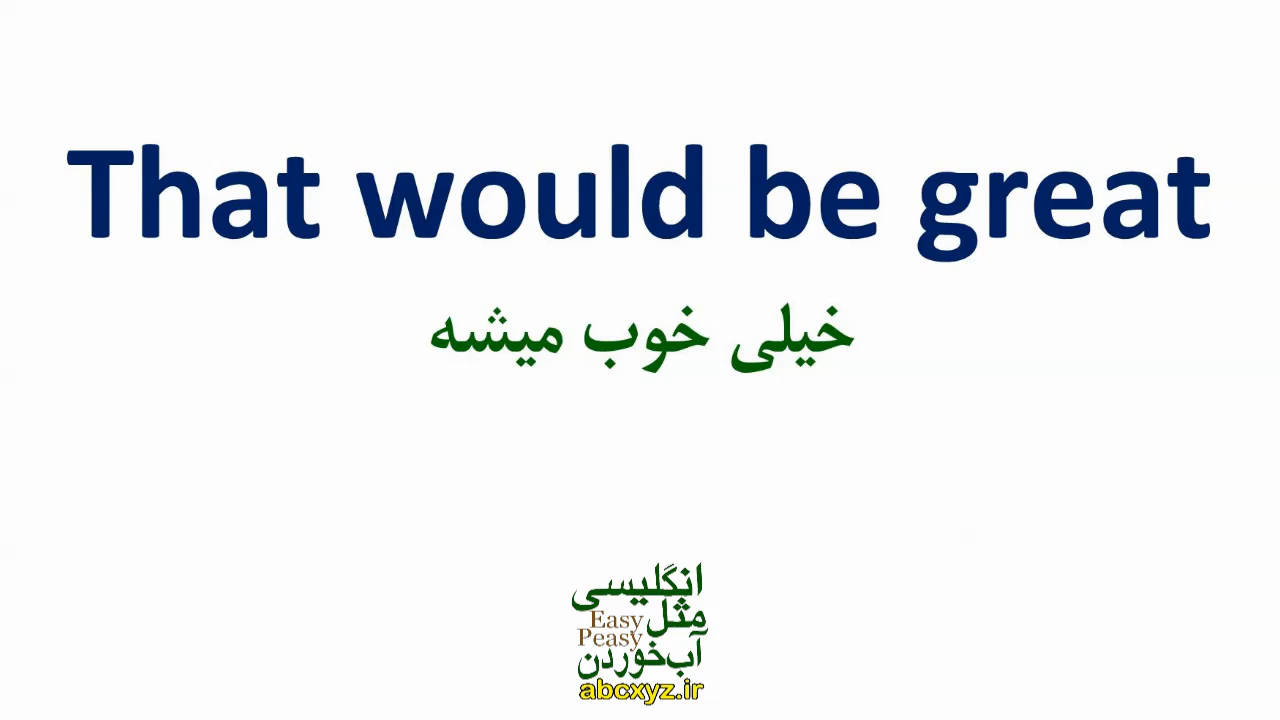 That would be great
خیلی خوب میشه
انگلیسی
مثل
Easy
Peasy
آب خوردن
abcxyz.ir